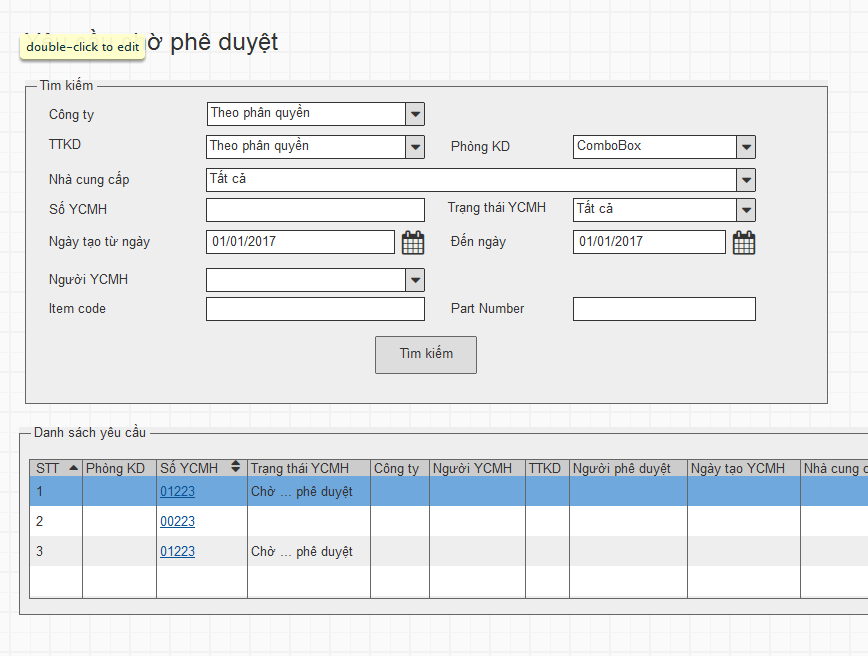 double-click to edit
phê duyệt
Tìm kiếm
Công ty Theo phân quyền
TTKD Theo phân quyền Phòng KD ComboBox
Nhà cung cấp Tất cả
Số YCMH Trạng thái YCMH Tất cả
Ngày tạo từ ngày 01/01/2017 Đến ngày 01/01/2017
Người YCMH
Item code Part Number
Tìm kiếm
Danh sách yêu cầu
STT Phòng KD Số YCMH Trạng thái YCMH Công ty Người YCMH TTKD Người phê duyệt Ngày tạo YCMH Nhà cung
1 01223 Chờ ... phê duyệt
2 00223
3 01223 Chờ ... phê duyệt